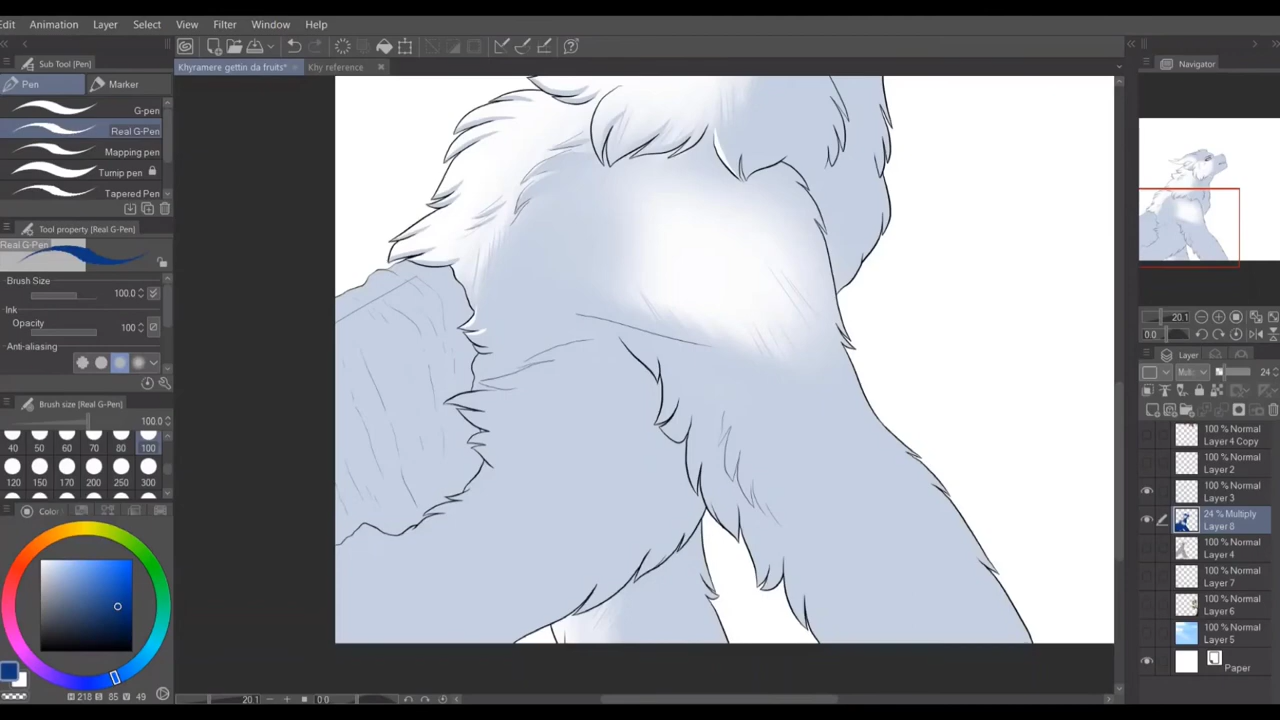 Edit Animation Layer Select View Filter Window Help
Sub Tool [Pen]
Khyramere gettin da fruits* Khy reference
Navigator
Pen Marker
G-pen
Real G-Pen
Mapping pen
Turnip pen
Tapered Pen
Tool property [Real G-Pen]
Real G-Pen
Brush Size
100.0
Ink
Opacity 100
Anti-aliasing
Brush size [Real G-Pen]
100.0
40 50 60 70 80 100
120 150 170 200 250 300
Color
H 218 S 85 V 49
20.1 0.0
20.1
0.0
Layer
24
100 % Normal
Layer 4 Copy
100 % Normal
Layer 2
100 % Normal
Layer 3
24 % Multiply
Layer 8
100 % Normal
Layer 4
100 % Normal
Layer 7
100 % Normal
Layer 6
100 % Normal
Layer 5
Paper